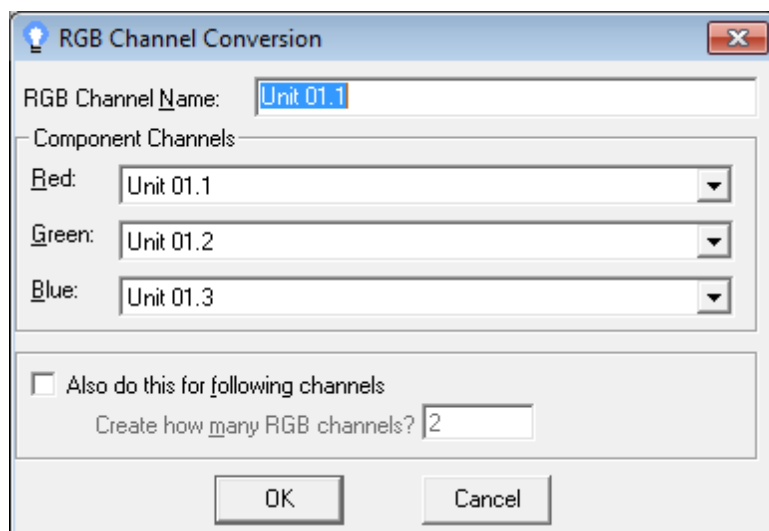 RGB Channel Conversion
RGB Channel Name: Unit 01.1
Component Channels
Red: Unit 01.1
Green: Unit 01.2
Blue: Unit 01.3
Also do this for following channels
Create how many RGB channels? 2
OK Cancel